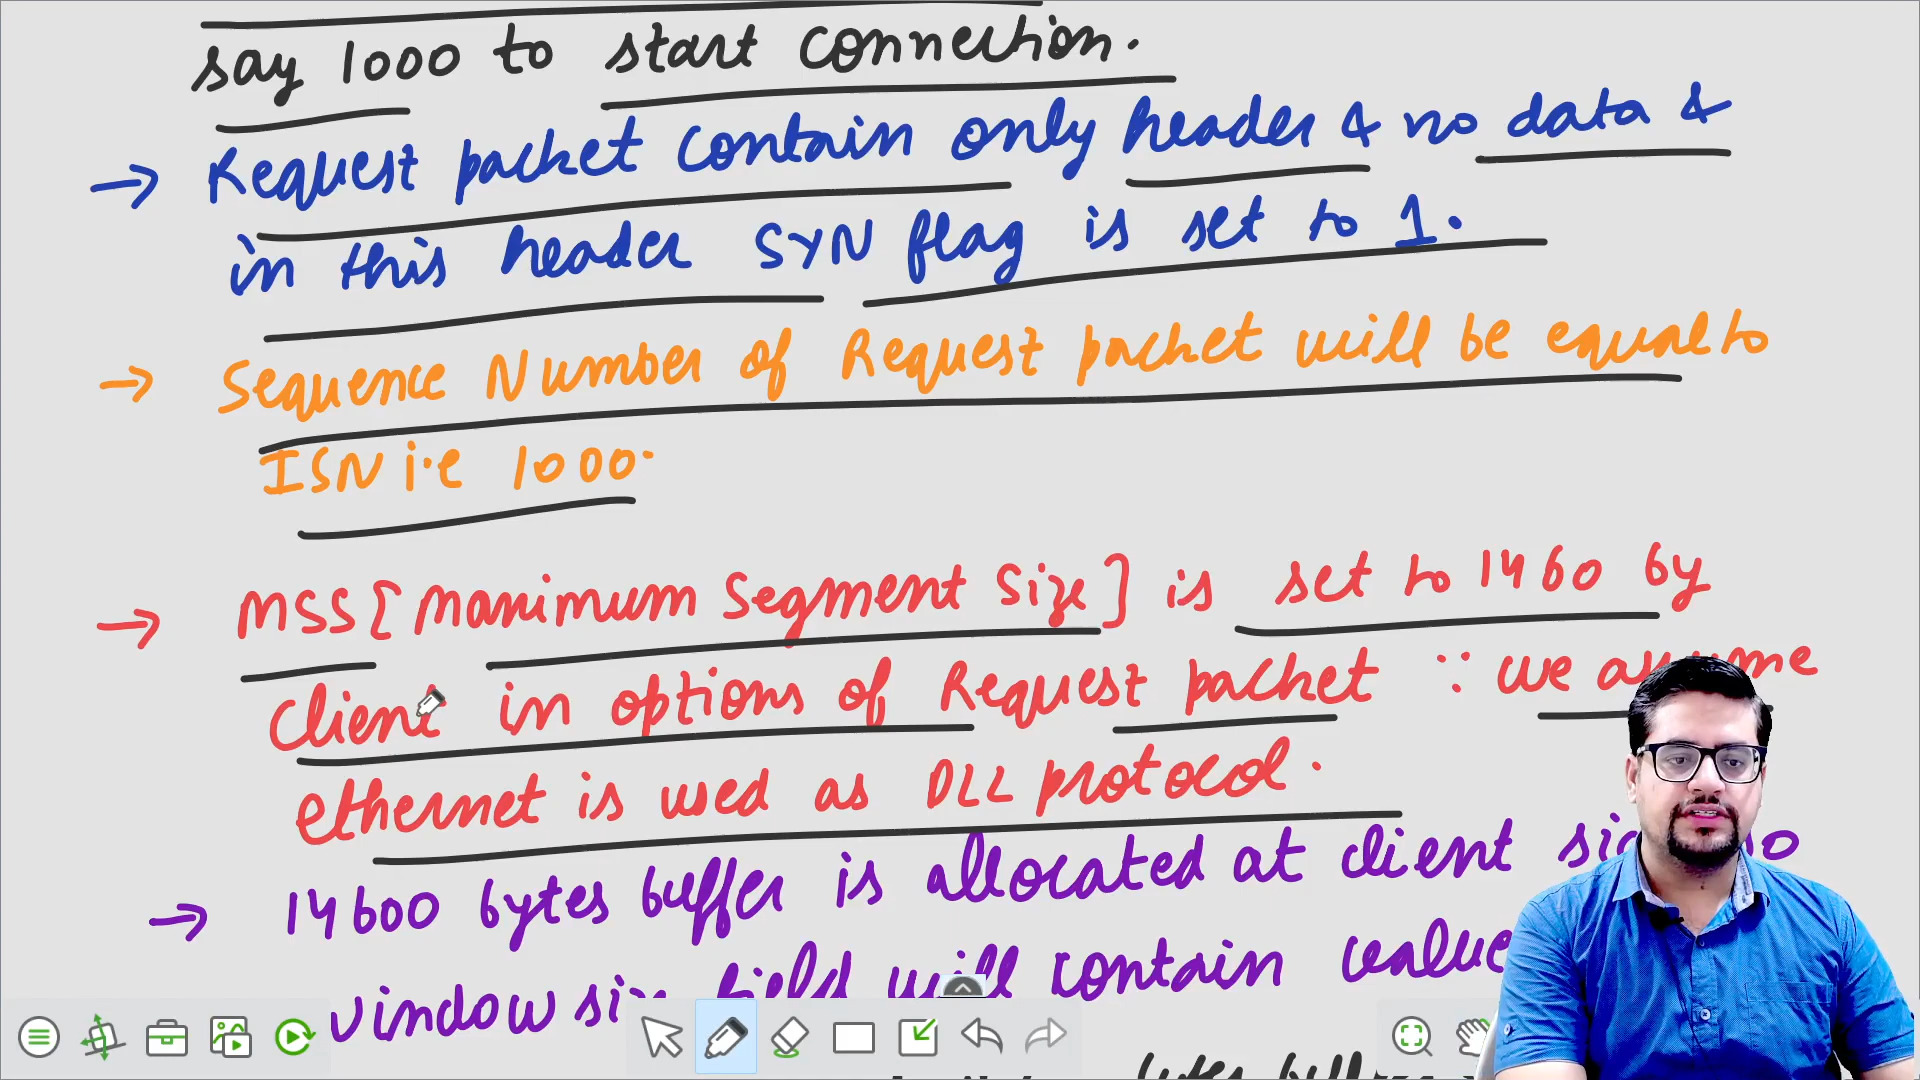 say 1000 to start connection.
→ Request packet contain only header & no data &
in this header SYN flag is set to 1.
→ Sequence Number of Request packet will be equal to
ISN i.e 1000.
→ MSS [Maximum Segment Size] is set to 1460 by
Client in options of Request packet ∵ we assume
ethernet is used as DLL protocol.
→ 14600 bytes buffer is allocated at client side so
window size field will contain value
bytes buffer